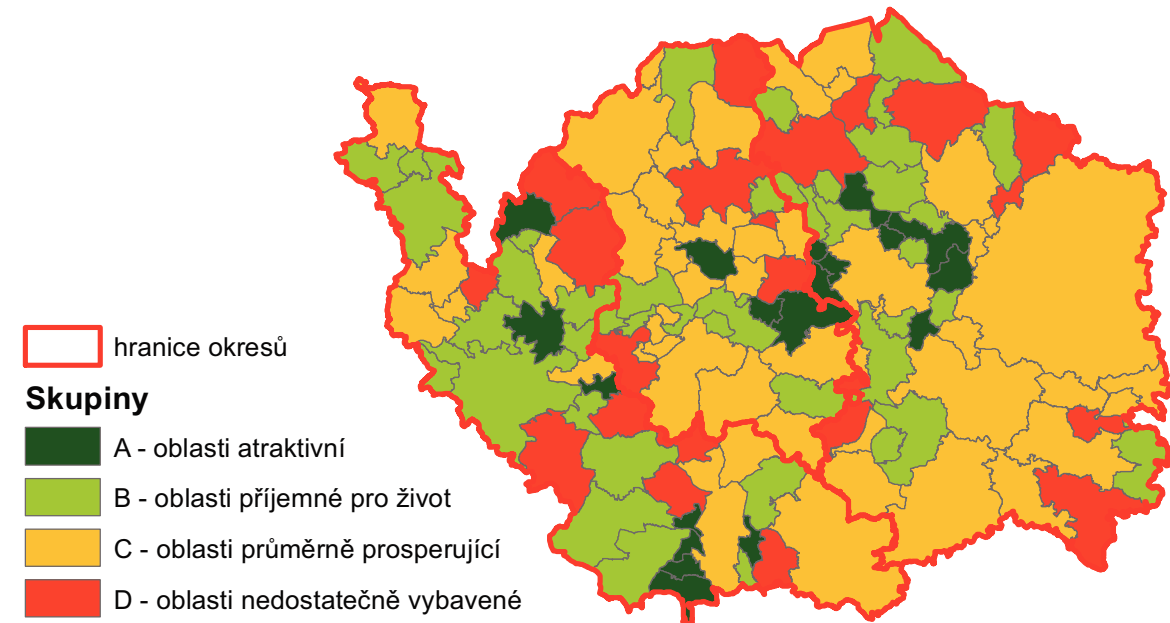 hranice okresů
Skupiny
A - oblasti atraktivní
B - oblasti příjemné pro život
C - oblasti průměrně prosperující
D - oblasti nedostatečně vybavené